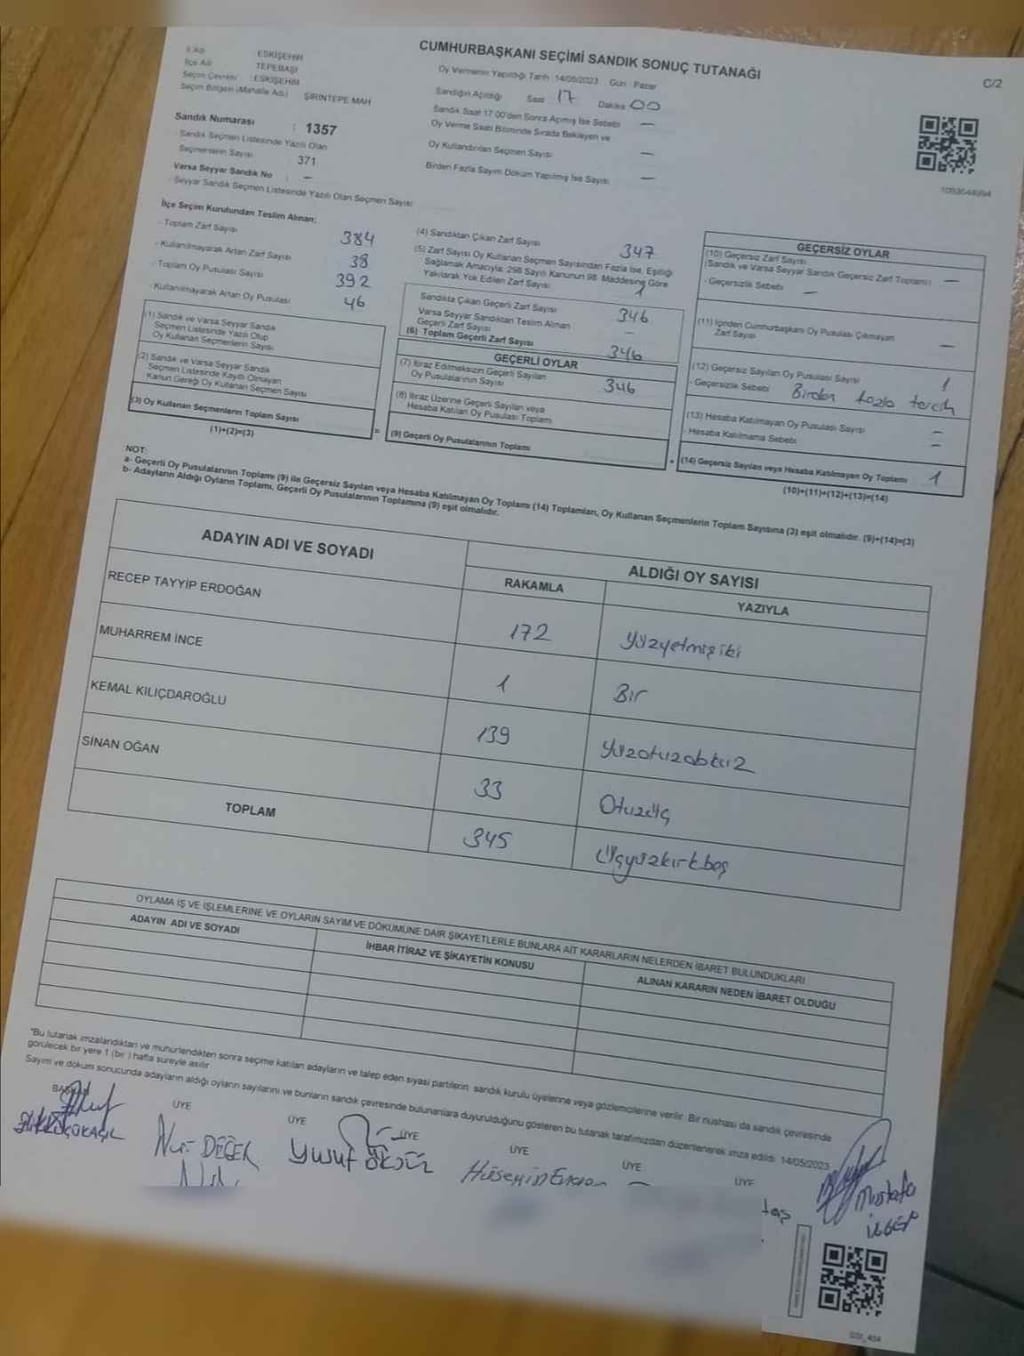 CUMHURBAŞKANI SEÇİMİ SANDIK SONUÇ TUTANAĞI
C/2
İl Adı : ESKİŞEHİR
İlçe Adı : TEPEBAŞI
Seçim Çevresi : ESKİŞEHİR
Seçim Bölgesi (Mahalle Adı) : ŞİRİNTEPE MAH
Sandık Numarası : 1357
Sandık Seçmen Listesinde Yazılı Olan
Seçmenlerin Sayısı 371
Varsa Seyyar Sandık No : -
Seyyar Sandık Seçmen Listesinde Yazılı Olan Seçmen Sayısı
Oy Vermenin Yapıldığı Tarih: 14/05/2023 Gün : Pazar
Sandığın Açıldığı Saat 17 Dakika 00
Sandık Saat 17:00'den Sonra Açılmış İse Sebebi —
Oy Verme Saati Bitiminde Sırada Bekleyen ve
Oy Kullandırılan Seçmen Sayısı —
Birden Fazla Sayım Döküm Yapılmış İse Sayısı —
İlçe Seçim Kurulundan Teslim Alınan:
- Toplam Zarf Sayısı 384
- Kullanılmayarak Artan Zarf Sayısı 38
- Toplam Oy Pusulası Sayısı 392
- Kullanılmayarak Artan Oy Pusulası 46
(1) Sandık ve Varsa Seyyar Sandık
Seçmen Listesinde Yazılı Olup
Oy Kullanan Seçmenlerin Sayısı
(2) Sandık ve Varsa Seyyar Sandık
Seçmen Listesinde Kayıtlı Olmayan
Kanun Gereği Oy Kullanan Seçmen Sayısı
(3) Oy Kullanan Seçmenlerin Toplam Sayısı
(1)+(2)=(3)
(4) Sandıktan Çıkan Zarf Sayısı 347
(5) Zarf Sayısı Oy Kullanan Seçmen Sayısından Fazla İse, Eşitliği
Sağlamak Amacıyla; 298 Sayılı Kanunun 98. Maddesine Göre
Yakılarak Yok Edilen Zarf Sayısı 1
Sandıkta Çıkan Geçerli Zarf Sayısı 346
Varsa Seyyar Sandıktan Teslim Alınan
Geçerli Zarf Sayısı -
(6) Toplam Geçerli Zarf Sayısı 346
GEÇERLİ OYLAR
(7) İtiraz Edilmeksizin Geçerli Sayılan
Oy Pusulalarının Sayısı 346
(8) İtiraz Üzerine Geçerli Sayılan veya
Hesaba Katılan Oy Pusulası Toplamı
= (9) Geçerli Oy Pusulalarının Toplamı
GEÇERSİZ OYLAR
(10) Geçersiz Zarf Sayısı
(Sandık ve Varsa Seyyar Sandık Geçersiz Zarf Toplamı) —
- Geçersizlik Sebebi : —
(11) İçinden Cumhurbaşkanı Oy Pusulası Çıkmayan
Zarf Sayısı —
(12) Geçersiz Sayılan Oy Pusulası Sayısı 1
- Geçersizlik Sebebi : Birden fazla tercih
(13) Hesaba Katılmayan Oy Pusulası Sayısı —
- Hesaba Katılmama Sebebi —
+ (14) Geçersiz Sayılan veya Hesaba Katılmayan Oy Toplamı 1
(10)+(11)+(12)+(13)=(14)
NOT:
a- Geçerli Oy Pusulalarının Toplamı (9) ile Geçersiz Sayılan veya Hesaba Katılmayan Oy Toplamı (14) Toplamları, Oy Kullanan Seçmenlerin Toplam Sayısına (3) eşit olmalıdır. (9)+(14)=(3)
b- Adayların Aldığı Oyların Toplamı, Geçerli Oy Pusulalarının Toplamına (9) eşit olmalıdır.
ADAYIN ADI VE SOYADI ALDIĞI OY SAYISI
RAKAMLA YAZIYLA
RECEP TAYYİP ERDOĞAN 172 Yüzyetmişiki
MUHARREM İNCE 1 Bir
KEMAL KILIÇDAROĞLU 139 Yüzotuzdokuz
SİNAN OĞAN 33 Otuzüç
TOPLAM 345 Üçyüzkırkbeş
OYLAMA İŞ VE İŞLEMLERİNE VE OYLARIN SAYIM VE DÖKÜMÜNE DAİR ŞİKAYETLERLE BUNLARA AİT KARARLARIN NELERDEN İBARET BULUNDUKLARI
ADAYIN ADI VE SOYADI İHBAR İTİRAZ VE ŞİKAYETİN KONUSU ALINAN KARARIN NEDEN İBARET OLDUĞU
"Bu tutanak imzalandıktan ve mühürlendikten sonra seçime katılan adayların ve talep eden siyasi partilerin sandık kurulu üyelerine veya gözlemcilerine verilir. Bir nüshası da sandık çevresinde
görülecek bir yere 1 (bir ) hafta süreyle asılır.
Sayım ve döküm sonucunda adayların aldığı oyların sayılarını ve bunların sandık çevresinde bulunanlara duyurulduğunu gösteren bu tutanak tarafımızdan düzenlenerek imza edildi. 14/05/2023
BAŞKAN ÜYE ÜYE ÜYE ÜYE ÜYE ÜYE
Nur DEĞER
Yusuf ÖKSÜZ
Hüseyin
taş
Mustafa